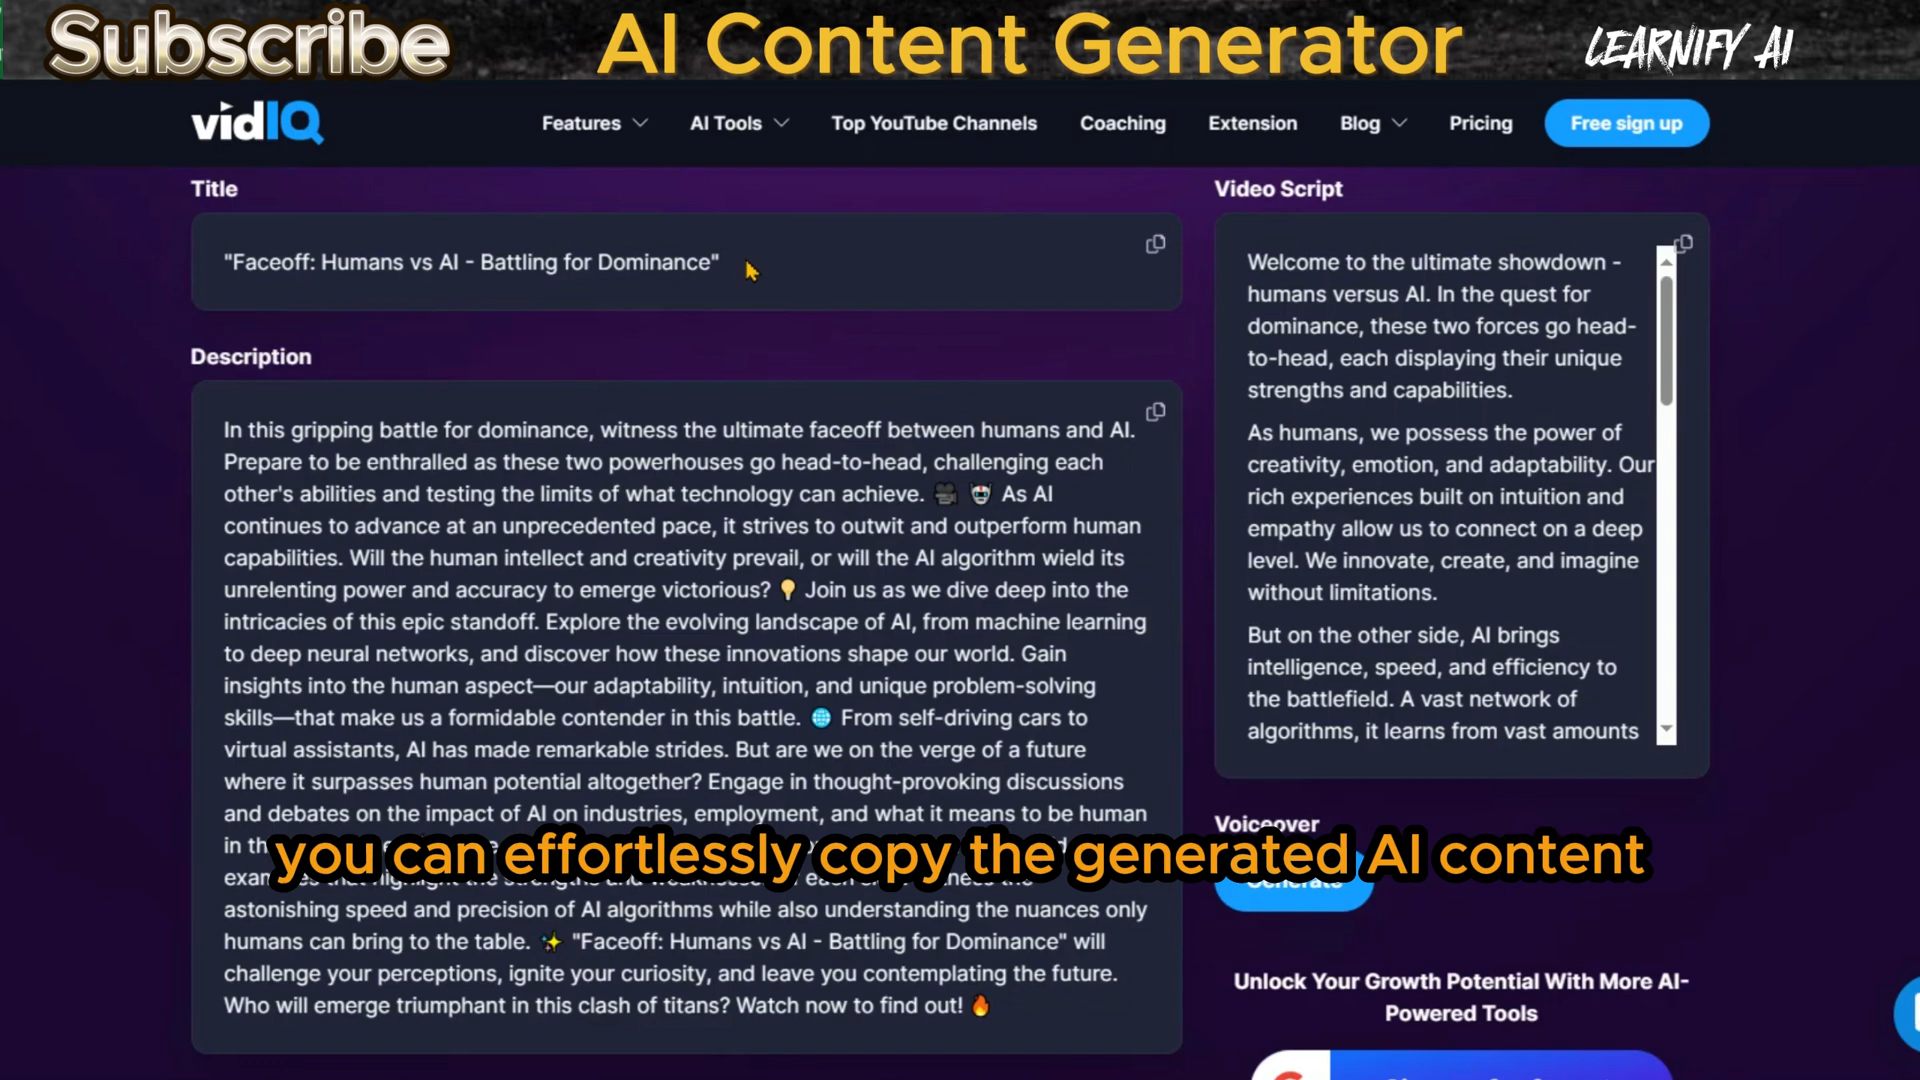 Subscribe
AI Content Generator
LEARNIFY AI
vidIQ
Features
AI Tools
Top YouTube Channels
Coaching
Extension
Blog
Pricing
Free sign up
Title
"Faceoff: Humans vs AI - Battling for Dominance"
Description
In this gripping battle for dominance, witness the ultimate faceoff between humans and AI.
Prepare to be enthralled as these two powerhouses go head-to-head, challenging each
other's abilities and testing the limits of what technology can achieve. 🎥 🤖 As AI
continues to advance at an unprecedented pace, it strives to outwit and outperform human
capabilities. Will the human intellect and creativity prevail, or will the AI algorithm wield its
unrelenting power and accuracy to emerge victorious? 💡 Join us as we dive deep into the
intricacies of this epic standoff. Explore the evolving landscape of AI, from machine learning
to deep neural networks, and discover how these innovations shape our world. Gain
insights into the human aspect—our adaptability, intuition, and unique problem-solving
skills—that make us a formidable contender in this battle. 🌐 From self-driving cars to
virtual assistants, AI has made remarkable strides. But are we on the verge of a future
where it surpasses human potential altogether? Engage in thought-provoking discussions
and debates on the impact of AI on industries, employment, and what it means to be human
in
astonishing speed and precision of AI algorithms while also understanding the nuances only
humans can bring to the table. ✨ "Faceoff: Humans vs AI - Battling for Dominance" will
challenge your perceptions, ignite your curiosity, and leave you contemplating the future.
Who will emerge triumphant in this clash of titans? Watch now to find out! 🔥
Video Script
Welcome to the ultimate showdown -
humans versus AI. In the quest for
dominance, these two forces go head-
to-head, each displaying their unique
strengths and capabilities.
As humans, we possess the power of
creativity, emotion, and adaptability. Our
rich experiences built on intuition and
empathy allow us to connect on a deep
level. We innovate, create, and imagine
without limitations.
But on the other side, AI brings
intelligence, speed, and efficiency to
the battlefield. A vast network of
algorithms, it learns from vast amounts
Voiceover
Generate
you can effortlessly copy the generated AI content
Unlock Your Growth Potential With More AI-
Powered Tools